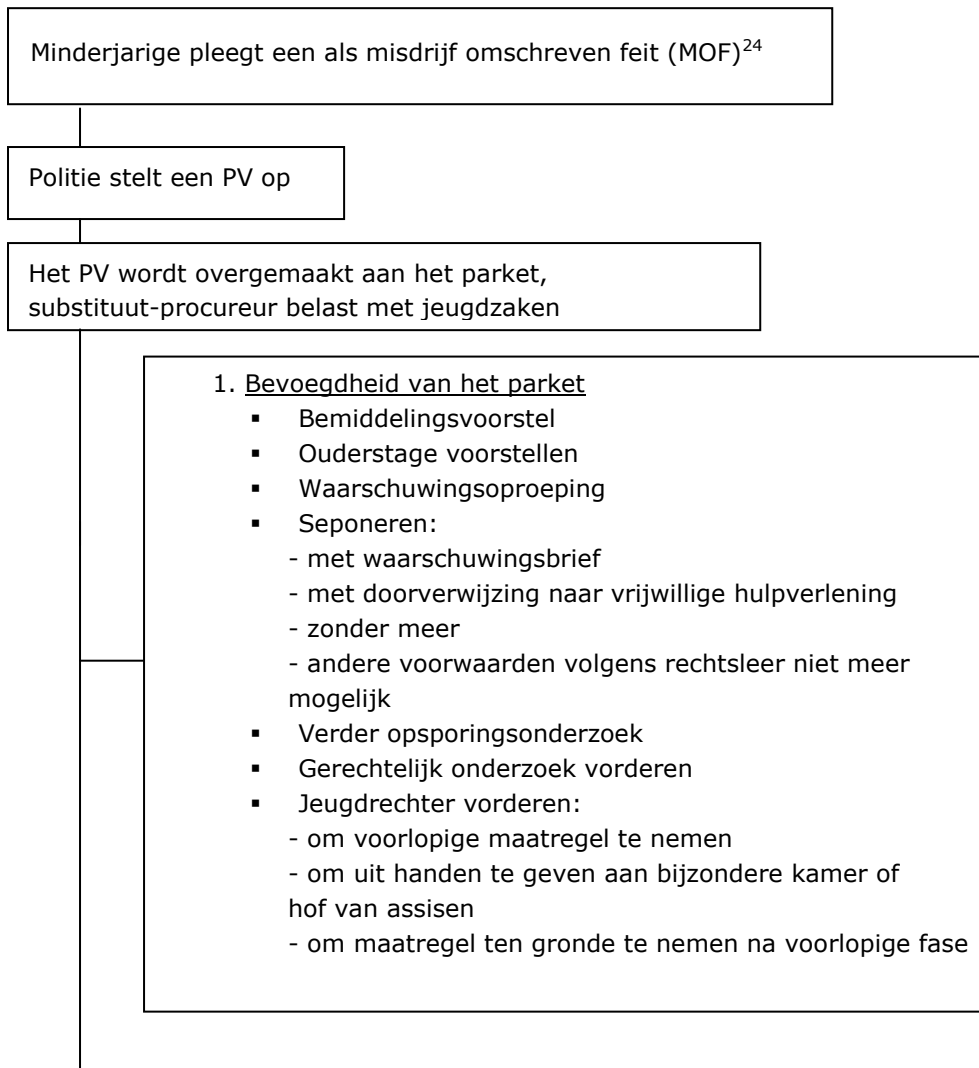 Minderjarige pleegt een als misdrijf omschreven feit (MOF)24
Politie stelt een PV op
Het PV wordt overgemaakt aan het parket,
substituut-procureur belast met jeugdzaken
1. Bevoegdheid van het parket
▪ Bemiddelingsvoorstel
▪ Ouderstage voorstellen
▪ Waarschuwingsoproeping
▪ Seponeren:
- met waarschuwingsbrief
- met doorverwijzing naar vrijwillige hulpverlening
- zonder meer
- andere voorwaarden volgens rechtsleer niet meer
mogelijk
▪ Verder opsporingsonderzoek
▪ Gerechtelijk onderzoek vorderen
▪ Jeugdrechter vorderen:
- om voorlopige maatregel te nemen
- om uit handen te geven aan bijzondere kamer of
hof van assisen
- om maatregel ten gronde te nemen na voorlopige fase